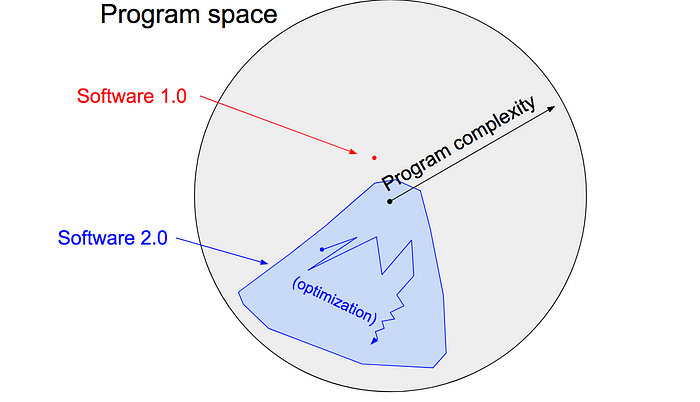 Program space
Software 1.0
Program complexity
Software 2.0
(optimization)